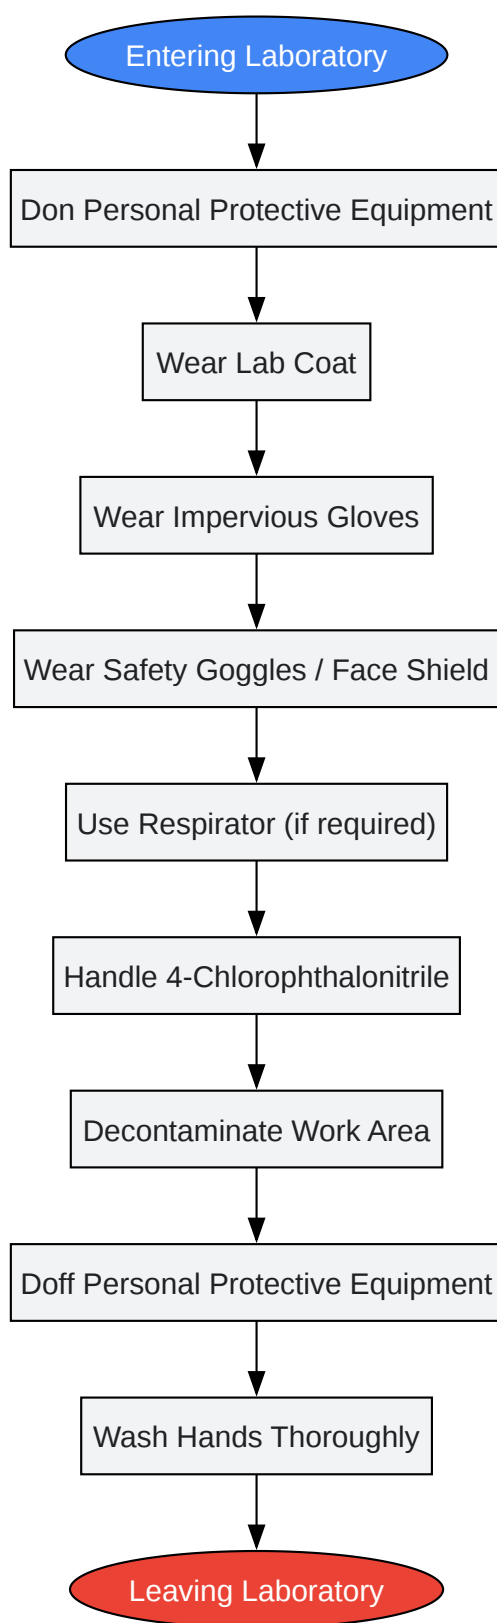 Entering Laboratory
Don Personal Protective Equipment
Wear Lab Coat
Wear Impervious Gloves
Wear Safety Goggles / Face Shield
Use Respirator (if required)
Handle 4-Chlorophthalonitrile
Decontaminate Work Area
Doff Personal Protective Equipment
Wash Hands Thoroughly
Leaving Laboratory